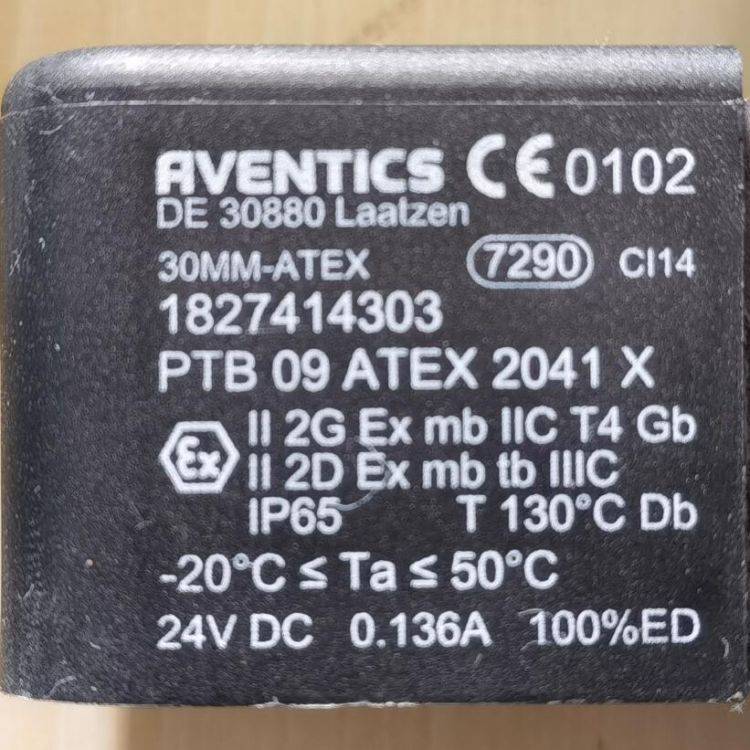 AVENTICS CE 0102
DE 30880 Laatzen
30MM-ATEX 7290 CI14
1827414303
PTB 09 ATEX 2041 X
Ex II 2G Ex mb IIC T4 Gb
II 2D Ex mb tb IIIC
IP65 T 130°C Db
-20°C ≤ Ta ≤ 50°C
24V DC 0.136A 100%ED